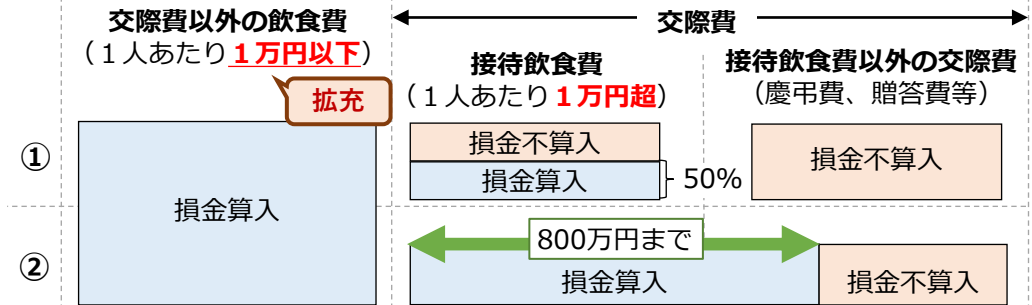 交際費以外の飲食費
（１人あたり１万円以下）
拡充
交際費
接待飲食費
（１人あたり１万円超）
接待飲食費以外の交際費
（慶弔費、贈答費等）
①
損金算入
損金不算入
損金算入
50%
損金不算入
②
800万円まで
損金算入
損金不算入